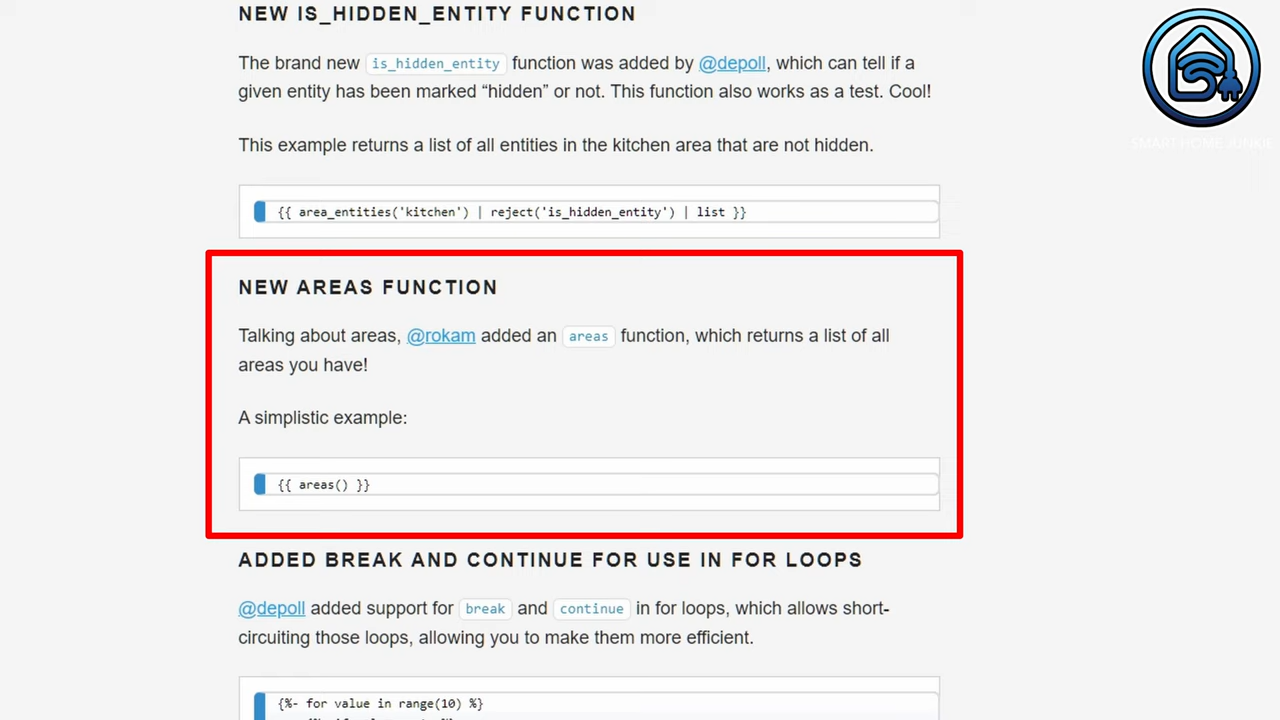 NEW IS_HIDDEN_ENTITY FUNCTION
The brand new is_hidden_entity function was added by @depoll, which can tell if a
given entity has been marked “hidden” or not. This function also works as a test. Cool!
This example returns a list of all entities in the kitchen area that are not hidden.
{{ area_entities('kitchen') | reject('is_hidden_entity') | list }}
NEW AREAS FUNCTION
Talking about areas, @rokam added an areas function, which returns a list of all
areas you have!
A simplistic example:
{{ areas() }}
ADDED BREAK AND CONTINUE FOR USE IN FOR LOOPS
@depoll added support for break and continue in for loops, which allows short-
circuiting those loops, allowing you to make them more efficient.
{%- for value in range(10) %}
SMART HOME JUNKIE